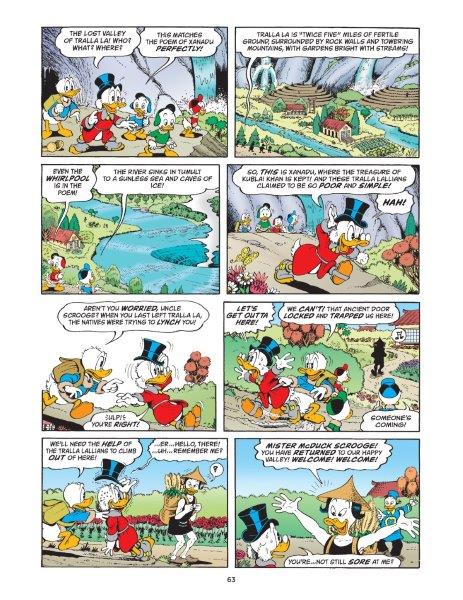 THE LOST VALLEY
OF TRALLA LA! WHO?
WHAT? WHERE?
THIS MATCHES
THE POEM OF XANADU
PERFECTLY!
TRALLA LA IS "TWICE FIVE" MILES OF FERTILE
GROUND SURROUNDED BY ROCK WALLS AND TOWERING
MOUNTAINS, WITH GARDENS BRIGHT WITH STREAMS!
EVEN THE
WHIRLPOOL
IS IN THE
POEM!
THE RIVER SINKS IN TUMULT
TO A SUNLESS SEA AND CAVES OF
ICE!
SO, THIS IS XANADU, WHERE THE TREASURE OF
KUBLAI KHAN IS KEPT! AND THESE TRALLA LALLIANS
CLAIMED TO BE SO POOR AND SIMPLE!
HAH!
AREN'T YOU WORRIED, UNCLE
SCROOGE? WHEN YOU LAST LEFT TRALLA LA,
THE NATIVES WERE TRYING TO LYNCH YOU!
GULP!
YOU'RE RIGHT!
LET'S
GET OUTTA
HERE!
WE CAN'T! THAT ANCIENT DOOR
LOCKED AND TRAPPED US HERE!
SOMEONE'S
COMING!
WE'LL NEED THE HELP OF
THE TRALLA LALLIANS TO CLIMB
OUT OF HERE!
...ER...HELLO, THERE!
...UH...REMEMBER ME?
?
MISTER McDUCK SCROOGE!
YOU HAVE RETURNED TO OUR HAPPY
VALLEY! WELCOME! WELCOME!
YOU'RE...NOT STILL SORE AT ME?
63